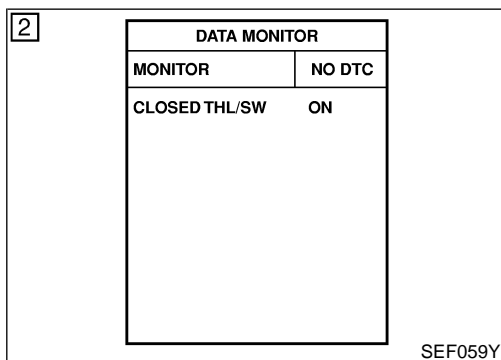 2
DATA MONITOR
MONITOR NO DTC
CLOSED THL/SW ON
SEF059Y